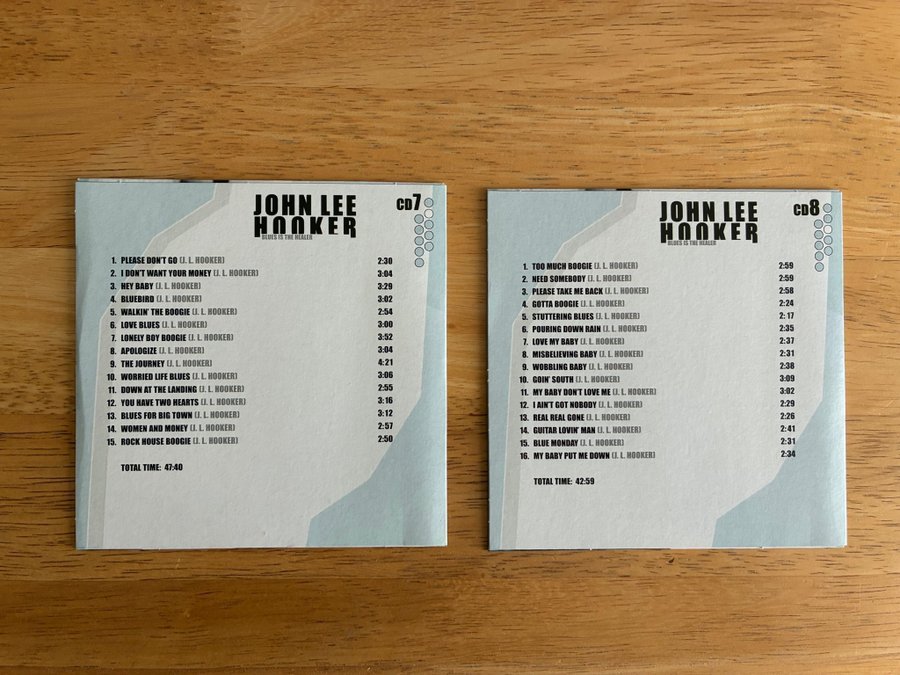 JOHN LEE
HOOKER
BLUES IS THE HEALER
CD7
1. PLEASE DON'T GO (J. L. HOOKER) 2:30
2. I DON'T WANT YOUR MONEY (J. L. HOOKER) 3:04
3. HEY BABY (J. L. HOOKER) 3:29
4. BLUEBIRD (J. L. HOOKER) 3:02
5. WALKIN' THE BOOGIE (J. L. HOOKER) 2:54
6. LOVE BLUES (J. L. HOOKER) 3:00
7. LONELY BOY BOOGIE (J. L. HOOKER) 3:52
8. APOLOGIZE (J. L. HOOKER) 3:04
9. THE JOURNEY (J. L. HOOKER) 4:21
10. WORRIED LIFE BLUES (J. L. HOOKER) 3:06
11. DOWN AT THE LANDING (J. L. HOOKER) 2:55
12. YOU HAVE TWO HEARTS (J. L. HOOKER) 3:16
13. BLUES FOR BIG TOWN (J. L. HOOKER) 3:12
14. WOMEN AND MONEY (J. L. HOOKER) 2:57
15. ROCK HOUSE BOOGIE (J. L. HOOKER) 2:50
TOTAL TIME: 47:40
JOHN LEE
HOOKER
BLUES IS THE HEALER
CD8
1. TOO MUCH BOOGIE (J. L. HOOKER) 2:59
2. NEED SOMEBODY (J. L. HOOKER) 2:59
3. PLEASE TAKE ME BACK (J. L. HOOKER) 2:58
4. GOTTA BOOGIE (J. L. HOOKER) 2:24
5. STUTTERING BLUES (J. L. HOOKER) 2:17
6. POURING DOWN RAIN (J. L. HOOKER) 2:35
7. LOVE MY BABY (J. L. HOOKER) 2:37
8. MISBELIEVING BABY (J. L. HOOKER) 2:31
9. WOBBLING BABY (J. L. HOOKER) 2:38
10. GOIN' SOUTH (J. L. HOOKER) 3:09
11. MY BABY DON'T LOVE ME (J. L. HOOKER) 3:02
12. I AIN'T GOT NOBODY (J. L. HOOKER) 2:29
13. REAL REAL GONE (J. L. HOOKER) 2:26
14. GUITAR LOVIN' MAN (J. L. HOOKER) 2:41
15. BLUE MONDAY (J. L. HOOKER) 2:31
16. MY BABY PUT ME DOWN (J. L. HOOKER) 2:34
TOTAL TIME: 42:59